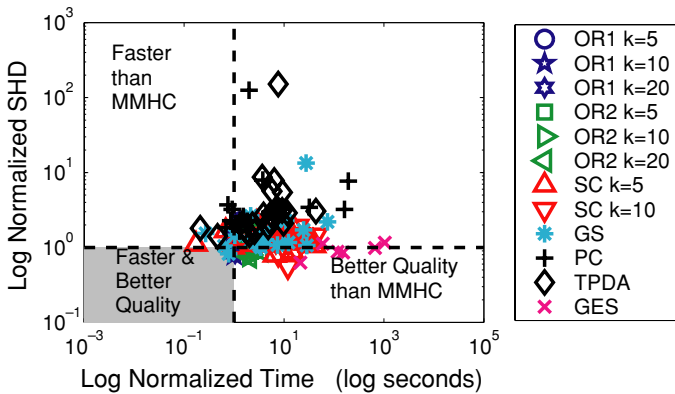 Log Normalized SHD
10³
10²
10¹
10⁰
10⁻¹
Faster
than
MMHC
Faster &
Better
Quality
Better Quality
than MMHC
10⁻³
10⁻¹
10¹
10³
10⁵
Log Normalized Time (log seconds)
OR1 k=5
OR1 k=10
OR1 k=20
OR2 k=5
OR2 k=10
OR2 k=20
SC k=5
SC k=10
GS
PC
TPDA
GES